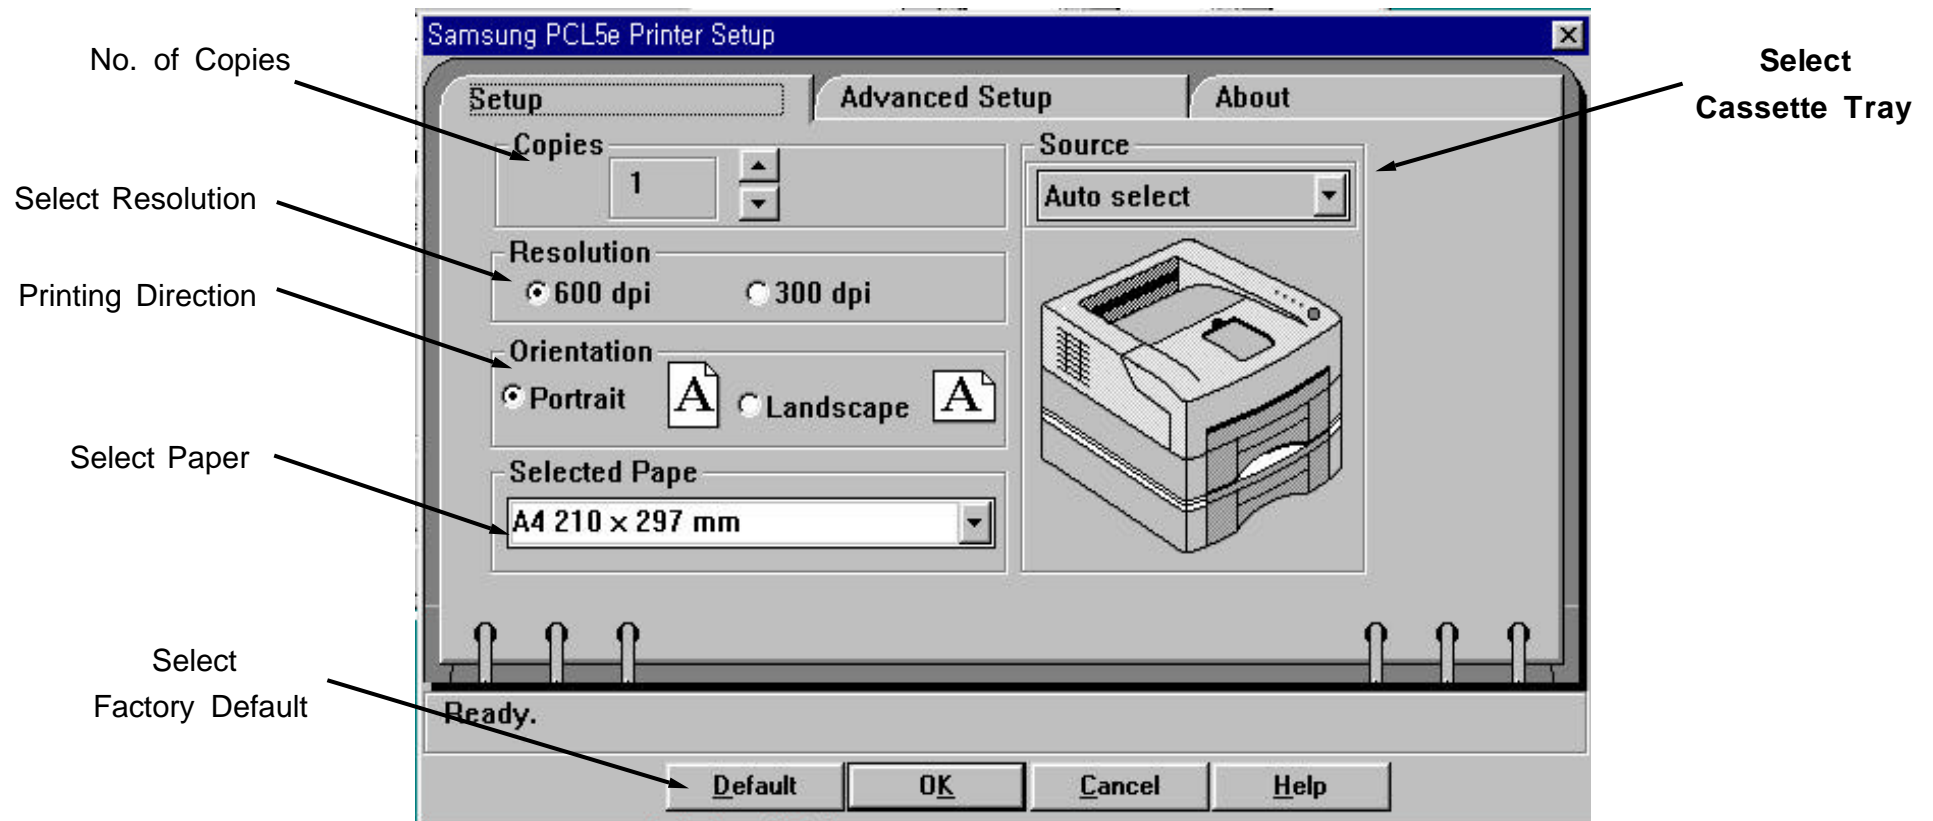 Samsung PCL5e Printer Setup
No. of Copies
Select
Cassette Tray
Setup
Advanced Setup
About
Copies
1
Source
Auto select
Select Resolution
Resolution
600 dpi
300 dpi
Printing Direction
Orientation
Portrait
A
Landscape
A
Select Paper
Selected Pape
A4 210 x 297 mm
Select
Factory Default
Ready.
Default
OK
Cancel
Help